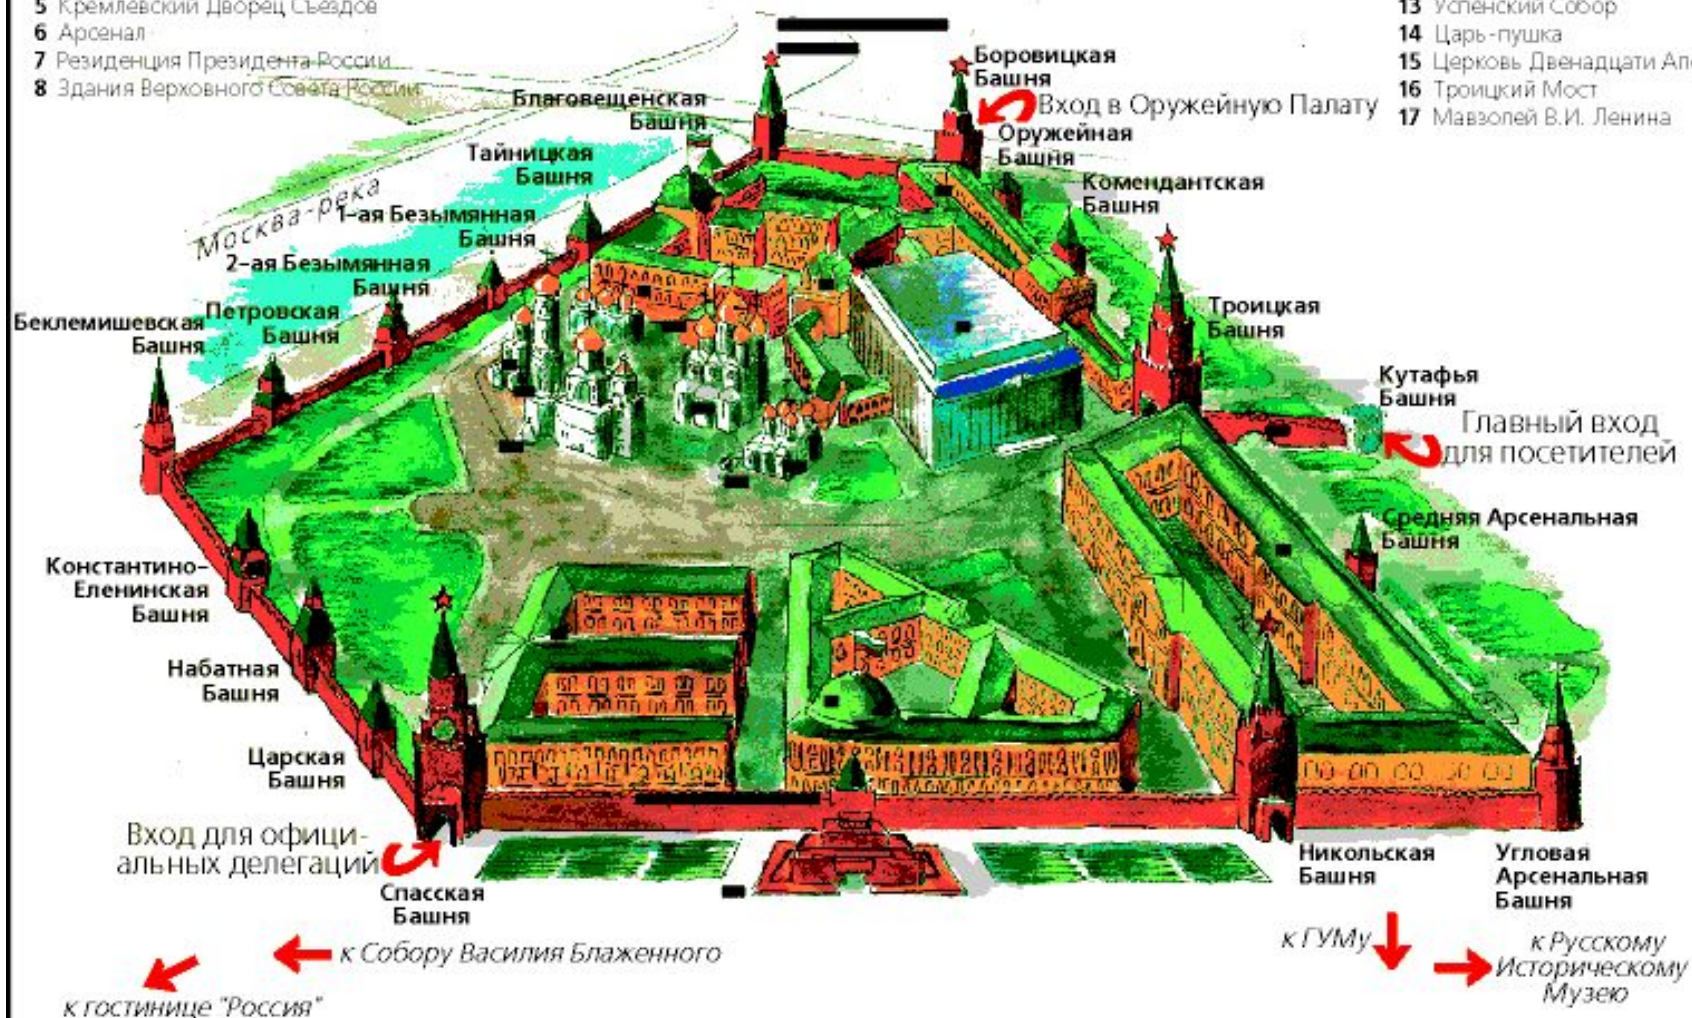 5 Кремлевский Дворец Съездов
6 Арсенал
7 Резиденция Президента России
8 Здания Верховного Совета России
13 Успенский Собор
14 Царь-пушка
15 Церковь Двенадцати
16 Троицкий Мост
17 Мавзолей В.И. Ленина
Боровицкая
Башня
Вход в Оружейную Палату
Благовещенская
Башня
Оружейная
Башня
Тайницкая
Башня
Комендантская
Башня
Москва-река
1-ая Безымянная
Башня
2-ая Безымянная
Башня
Петровская
Башня
Беклемишевская
Башня
Троицкая
Башня
Кутафья
Башня
Главный вход
для посетителей
Средняя Арсенальная
Башня
Константино-
Еленинская
Башня
Набатная
Башня
Царская
Башня
Вход для офици-
альных делегаций
Спасская
Башня
Никольская
Башня
Угловая
Арсенальная
Башня
к Собору Василия Блаженного
к гостинице "Россия"
к ГУМу
к Русскому
Историческому
Музею